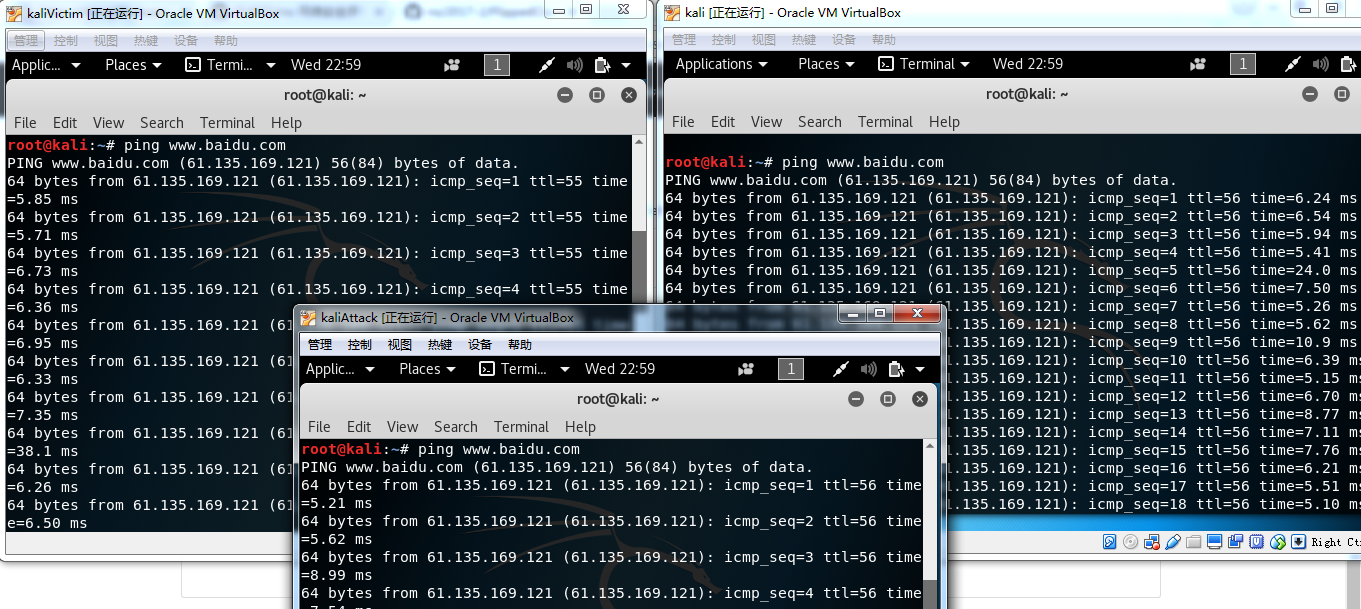 kaliVictim [正在运行] - Oracle VM VirtualBox
管理 控制 视图 热键 设备 帮助
Applic... Places Termi... Wed 22:59 1
root@kali: ~
File Edit View Search Terminal Help
root@kali:~# ping www.baidu.com
PING www.baidu.com (61.135.169.121) 56(84) bytes of data.
64 bytes from 61.135.169.121 (61.135.169.121): icmp_seq=1 ttl=55 time
=5.85 ms
64 bytes from 61.135.169.121 (61.135.169.121): icmp_seq=2 ttl=55 time
=5.71 ms
64 bytes from 61.135.169.121 (61.135.169.121): icmp_seq=3 ttl=55 time
=6.73 ms
64 bytes from 61.135.169.121 (61.135.169.121): icmp_seq=4 ttl=55 time
=6.36 ms
64 bytes from 61.135.169.121 (61
=6.95 ms
64 bytes from 61.135.169.121 (61
=6.33 ms
64 bytes from 61.135.169.121 (61
=7.35 ms
64 bytes from 61.135.169.121 (61
=38.1 ms
64 bytes from 61.135.169.121 (61
=6.26 ms
64 bytes from 61.135.169.121 (61
e=6.50 ms
kali [正在运行] - Oracle VM VirtualBox
管理 控制 视图 热键 设备 帮助
Applications Places Terminal Wed 22:59 1
root@kali: ~
File Edit View Search Terminal Help
root@kali:~# ping www.baidu.com
PING www.baidu.com (61.135.169.121) 56(84) bytes of data.
64 bytes from 61.135.169.121 (61.135.169.121): icmp_seq=1 ttl=56 time=6.24 ms
64 bytes from 61.135.169.121 (61.135.169.121): icmp_seq=2 ttl=56 time=6.54 ms
64 bytes from 61.135.169.121 (61.135.169.121): icmp_seq=3 ttl=56 time=5.94 ms
64 bytes from 61.135.169.121 (61.135.169.121): icmp_seq=4 ttl=56 time=5.41 ms
64 bytes from 61.135.169.121 (61.135.169.121): icmp_seq=5 ttl=56 time=24.0 ms
64 bytes from 61.135.169.121 (61.135.169.121): icmp_seq=6 ttl=56 time=7.50 ms
64 bytes from 61.135.169.121 (61.135.169.121): icmp_seq=7 ttl=56 time=5.26 ms
.135.169.121): icmp_seq=8 ttl=56 time=5.62 ms
.135.169.121): icmp_seq=9 ttl=56 time=10.9 ms
.135.169.121): icmp_seq=10 ttl=56 time=6.39 ms
.135.169.121): icmp_seq=11 ttl=56 time=5.15 ms
.135.169.121): icmp_seq=12 ttl=56 time=6.70 ms
.135.169.121): icmp_seq=13 ttl=56 time=8.77 ms
.135.169.121): icmp_seq=14 ttl=56 time=7.11 ms
.135.169.121): icmp_seq=15 ttl=56 time=7.76 ms
.135.169.121): icmp_seq=16 ttl=56 time=6.21 ms
.135.169.121): icmp_seq=17 ttl=56 time=5.51 ms
.135.169.121): icmp_seq=18 ttl=56 time=5.10 ms
Right Ct
kaliAttack [正在运行] - Oracle VM VirtualBox
管理 控制 视图 热键 设备 帮助
Applic... Places Termi... Wed 22:59 1
root@kali: ~
File Edit View Search Terminal Help
root@kali:~# ping www.baidu.com
PING www.baidu.com (61.135.169.121) 56(84) bytes of data.
64 bytes from 61.135.169.121 (61.135.169.121): icmp_seq=1 ttl=56 time
=5.21 ms
64 bytes from 61.135.169.121 (61.135.169.121): icmp_seq=2 ttl=56 time
=5.62 ms
64 bytes from 61.135.169.121 (61.135.169.121): icmp_seq=3 ttl=56 time
=8.99 ms
64 bytes from 61.135.169.121 (61.135.169.121): icmp_seq=4 ttl=56 time